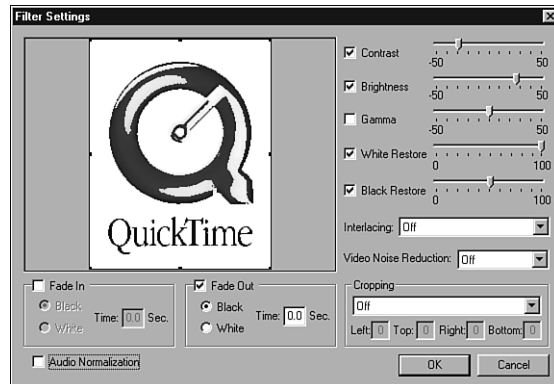 Filter Settings
QuickTime
Contrast
-50 50
Brightness
-50 50
Gamma
-50 50
White Restore
0 100
Black Restore
0 100
Interlacing: Off
Video Noise Reduction: Off
Fade In
Black
White
Time: 0.0 Sec.
Fade Out
Black
White
Time: 0.0 Sec.
Cropping
Off
Left: 0 Top: 0 Right: 0 Bottom: 0
Audio Normalization
OK Cancel